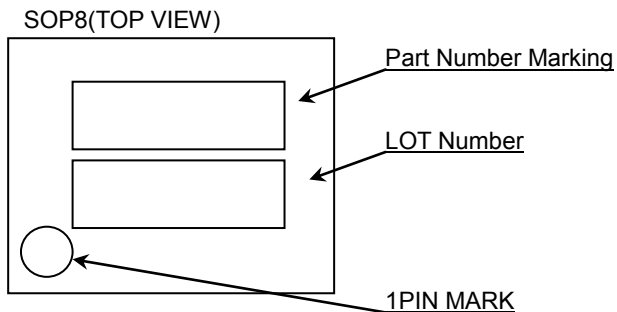 SOP8(TOP VIEW)
Part Number Marking
LOT Number
1PIN MARK